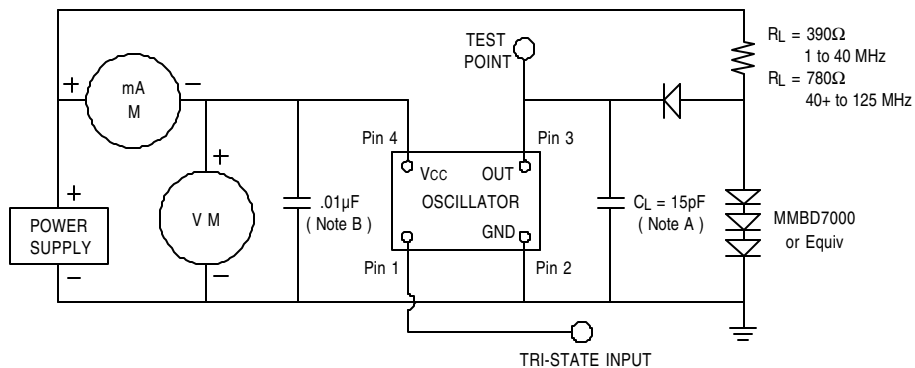 TEST
POINT
RL = 390Ω
1 to 40 MHz
RL = 780Ω
40+ to 125 MHz
+
mA
M
–
Pin 4
Pin 3
+
VCC
OUT
OSCILLATOR
GND
.01µF
( Note B )
CL = 15pF
( Note A )
MMBD7000
or Equiv
+
POWER
SUPPLY
–
V M
–
Pin 1
Pin 2
TRI-STATE INPUT